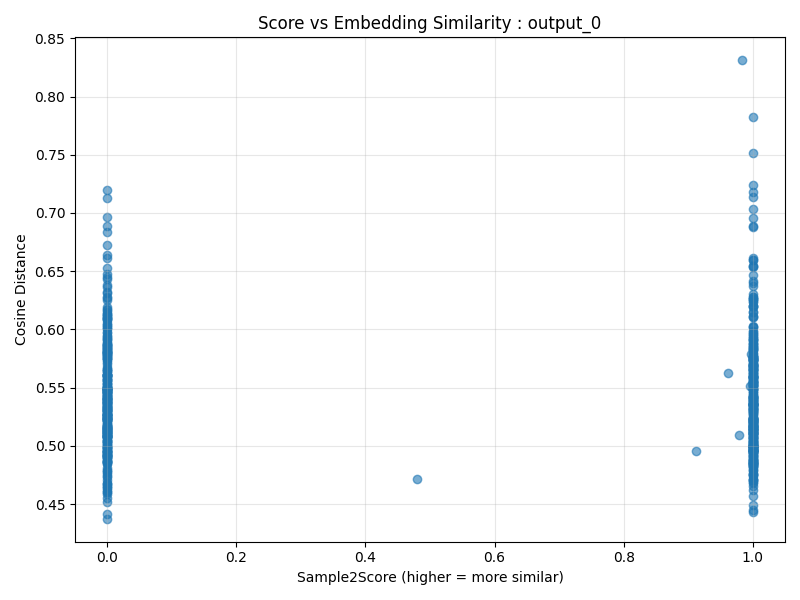 Score vs Embedding Similarity : output_0
Cosine Distance
0.85
0.80
0.75
0.70
0.65
0.60
0.55
0.50
0.45
0.0 0.2 0.4 0.6 0.8 1.0
Sample2Score (higher = more similar)